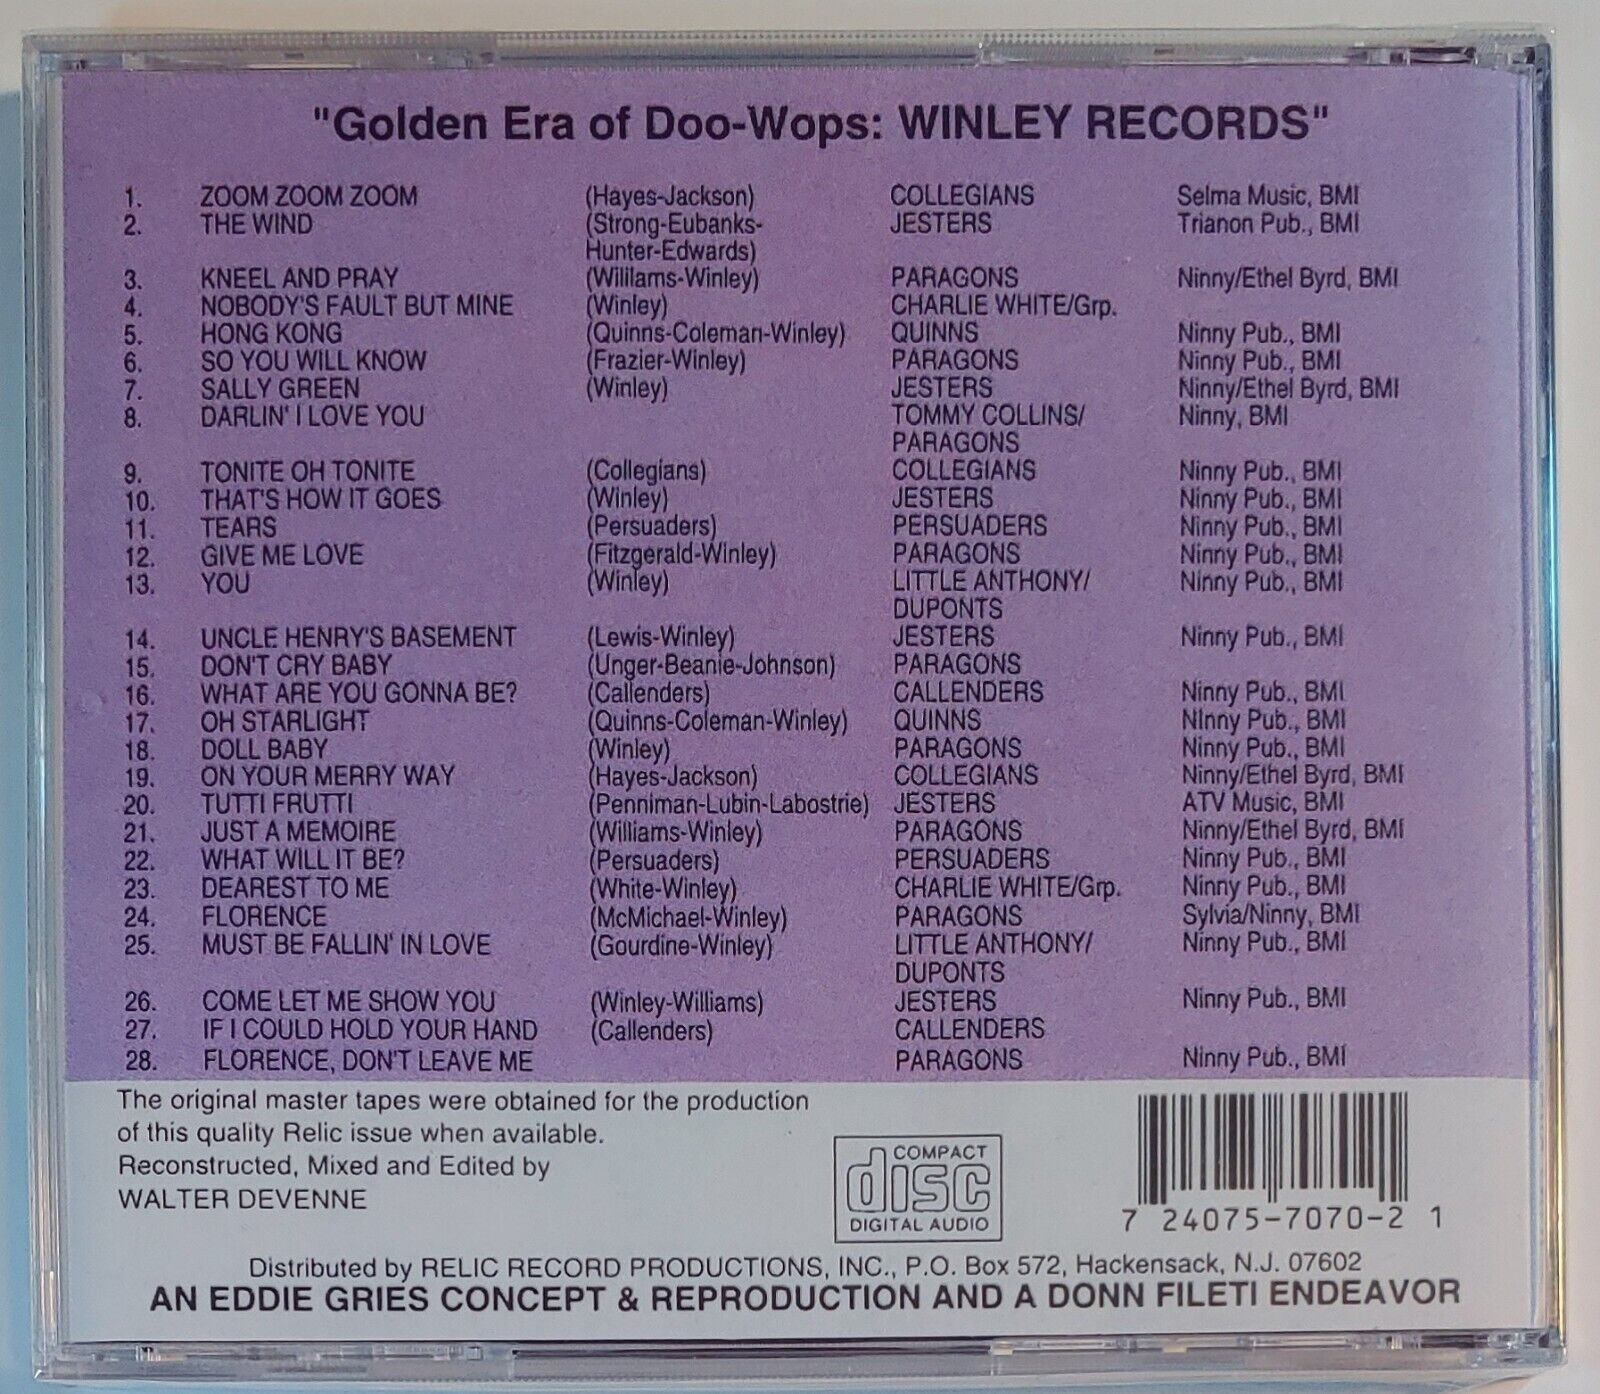 "Golden Era of Doo-Wops: WINLEY RECORDS"
1. ZOOM ZOOM ZOOM (Hayes-Jackson) COLLEGIANS Selma Music, BMI
2. THE WIND (Strong-Eubanks- JESTERS Trianon Pub., BMI
Hunter-Edwards)
3. KNEEL AND PRAY (Wililams-Winley) PARAGONS Ninny/Ethel Byrd, BMI
4. NOBODY'S FAULT BUT MINE (Winley) CHARLIE WHITE/Grp.
5. HONG KONG (Quinns-Coleman-Winley) QUINNS Ninny Pub., BMI
6. SO YOU WILL KNOW (Frazier-Winley) PARAGONS Ninny Pub., BMI
7. SALLY GREEN (Winley) JESTERS Ninny/Ethel Byrd, BMI
8. DARLIN' I LOVE YOU TOMMY COLLINS/ Ninny, BMI
PARAGONS
9. TONITE OH TONITE (Collegians) COLLEGIANS Ninny Pub., BMI
10. THAT'S HOW IT GOES (Winley) JESTERS Ninny Pub., BMI
11. TEARS (Persuaders) PERSUADERS Ninny Pub., BMI
12. GIVE ME LOVE (Fitzgerald-Winley) PARAGONS Ninny Pub., BMI
13. YOU (Winley) LITTLE ANTHONY/ Ninny Pub., BMI
DUPONTS
14. UNCLE HENRY'S BASEMENT (Lewis-Winley) JESTERS Ninny Pub., BMI
15. DON'T CRY BABY (Unger-Beanie-Johnson) PARAGONS
16. WHAT ARE YOU GONNA BE? (Callenders) CALLENDERS Ninny Pub., BMI
17. OH STARLIGHT (Quinns-Coleman-Winley) QUINNS Ninny Pub., BMI
18. DOLL BABY (Winley) PARAGONS Ninny Pub., BMI
19. ON YOUR MERRY WAY (Hayes-Jackson) COLLEGIANS Ninny/Ethel Byrd, BMI
20. TUTTI FRUTTI (Penniman-Lubin-Labostrie) JESTERS ATV Music, BMI
21. JUST A MEMOIRE (Williams-Winley) PARAGONS Ninny/Ethel Byrd, BMI
22. WHAT WILL IT BE? (Persuaders) PERSUADERS Ninny Pub., BMI
23. DEAREST TO ME (White-Winley) CHARLIE WHITE/Grp. Ninny Pub., BMI
24. FLORENCE (McMichael-Winley) PARAGONS Sylvia/Ninny, BMI
25. MUST BE FALLIN' IN LOVE (Gourdine-Winley) LITTLE ANTHONY/ Ninny Pub., BMI
DUPONTS
26. COME LET ME SHOW YOU (Winley-Williams) JESTERS Ninny Pub., BMI
27. IF I COULD HOLD YOUR HAND (Callenders) CALLENDERS
28. FLORENCE, DON'T LEAVE ME PARAGONS Ninny Pub., BMI
The original master tapes were obtained for the production
of this quality Relic issue when available.
Reconstructed, Mixed and Edited by
WALTER DEVENNE
COMPACT
disc
DIGITAL AUDIO
7 24075-7070-2 1
Distributed by RELIC RECORD PRODUCTIONS, INC., P.O. Box 572, Hackensack, N.J. 07602
AN EDDIE GRIES CONCEPT & REPRODUCTION AND A DONN FILETI ENDEAVOR